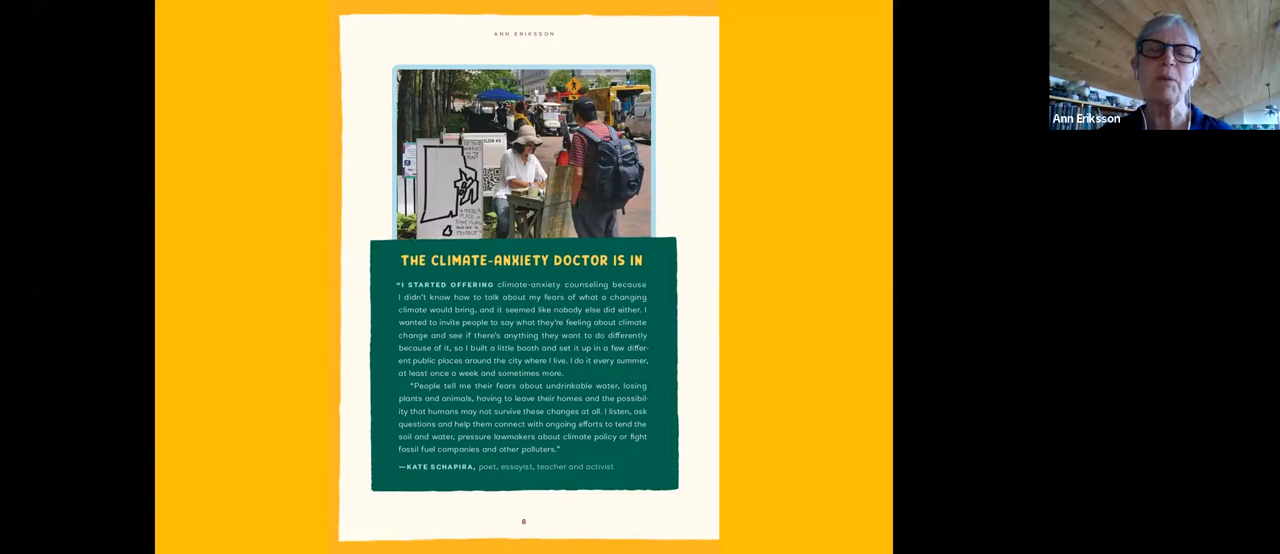 ANN ERIKSSON
THE CLIMATE-ANXIETY DOCTOR IS IN
"I STARTED OFFERING climate-anxiety counseling because
I didn't know how to talk about my fears of what a changing
climate would bring, and it seemed like nobody else did either. I
wanted to invite people to say what they're feeling about climate
change and see if there's anything they want to do differently
because of it, so I built a little booth and set it up in a few differ-
ent public places around the city where I live. I do it every summer,
at least once a week and sometimes more.
"People tell me their fears about undrinkable water, losing
plants and animals, having to leave their homes and the possibil-
ity that humans may not survive these changes at all. I listen, ask
questions and help them connect with ongoing efforts to tend the
soil and water, pressure lawmakers about climate policy or fight
fossil fuel companies and other polluters."
—KATE SCHAPIRA, poet, essayist, teacher and activist
8
Ann Eriksson